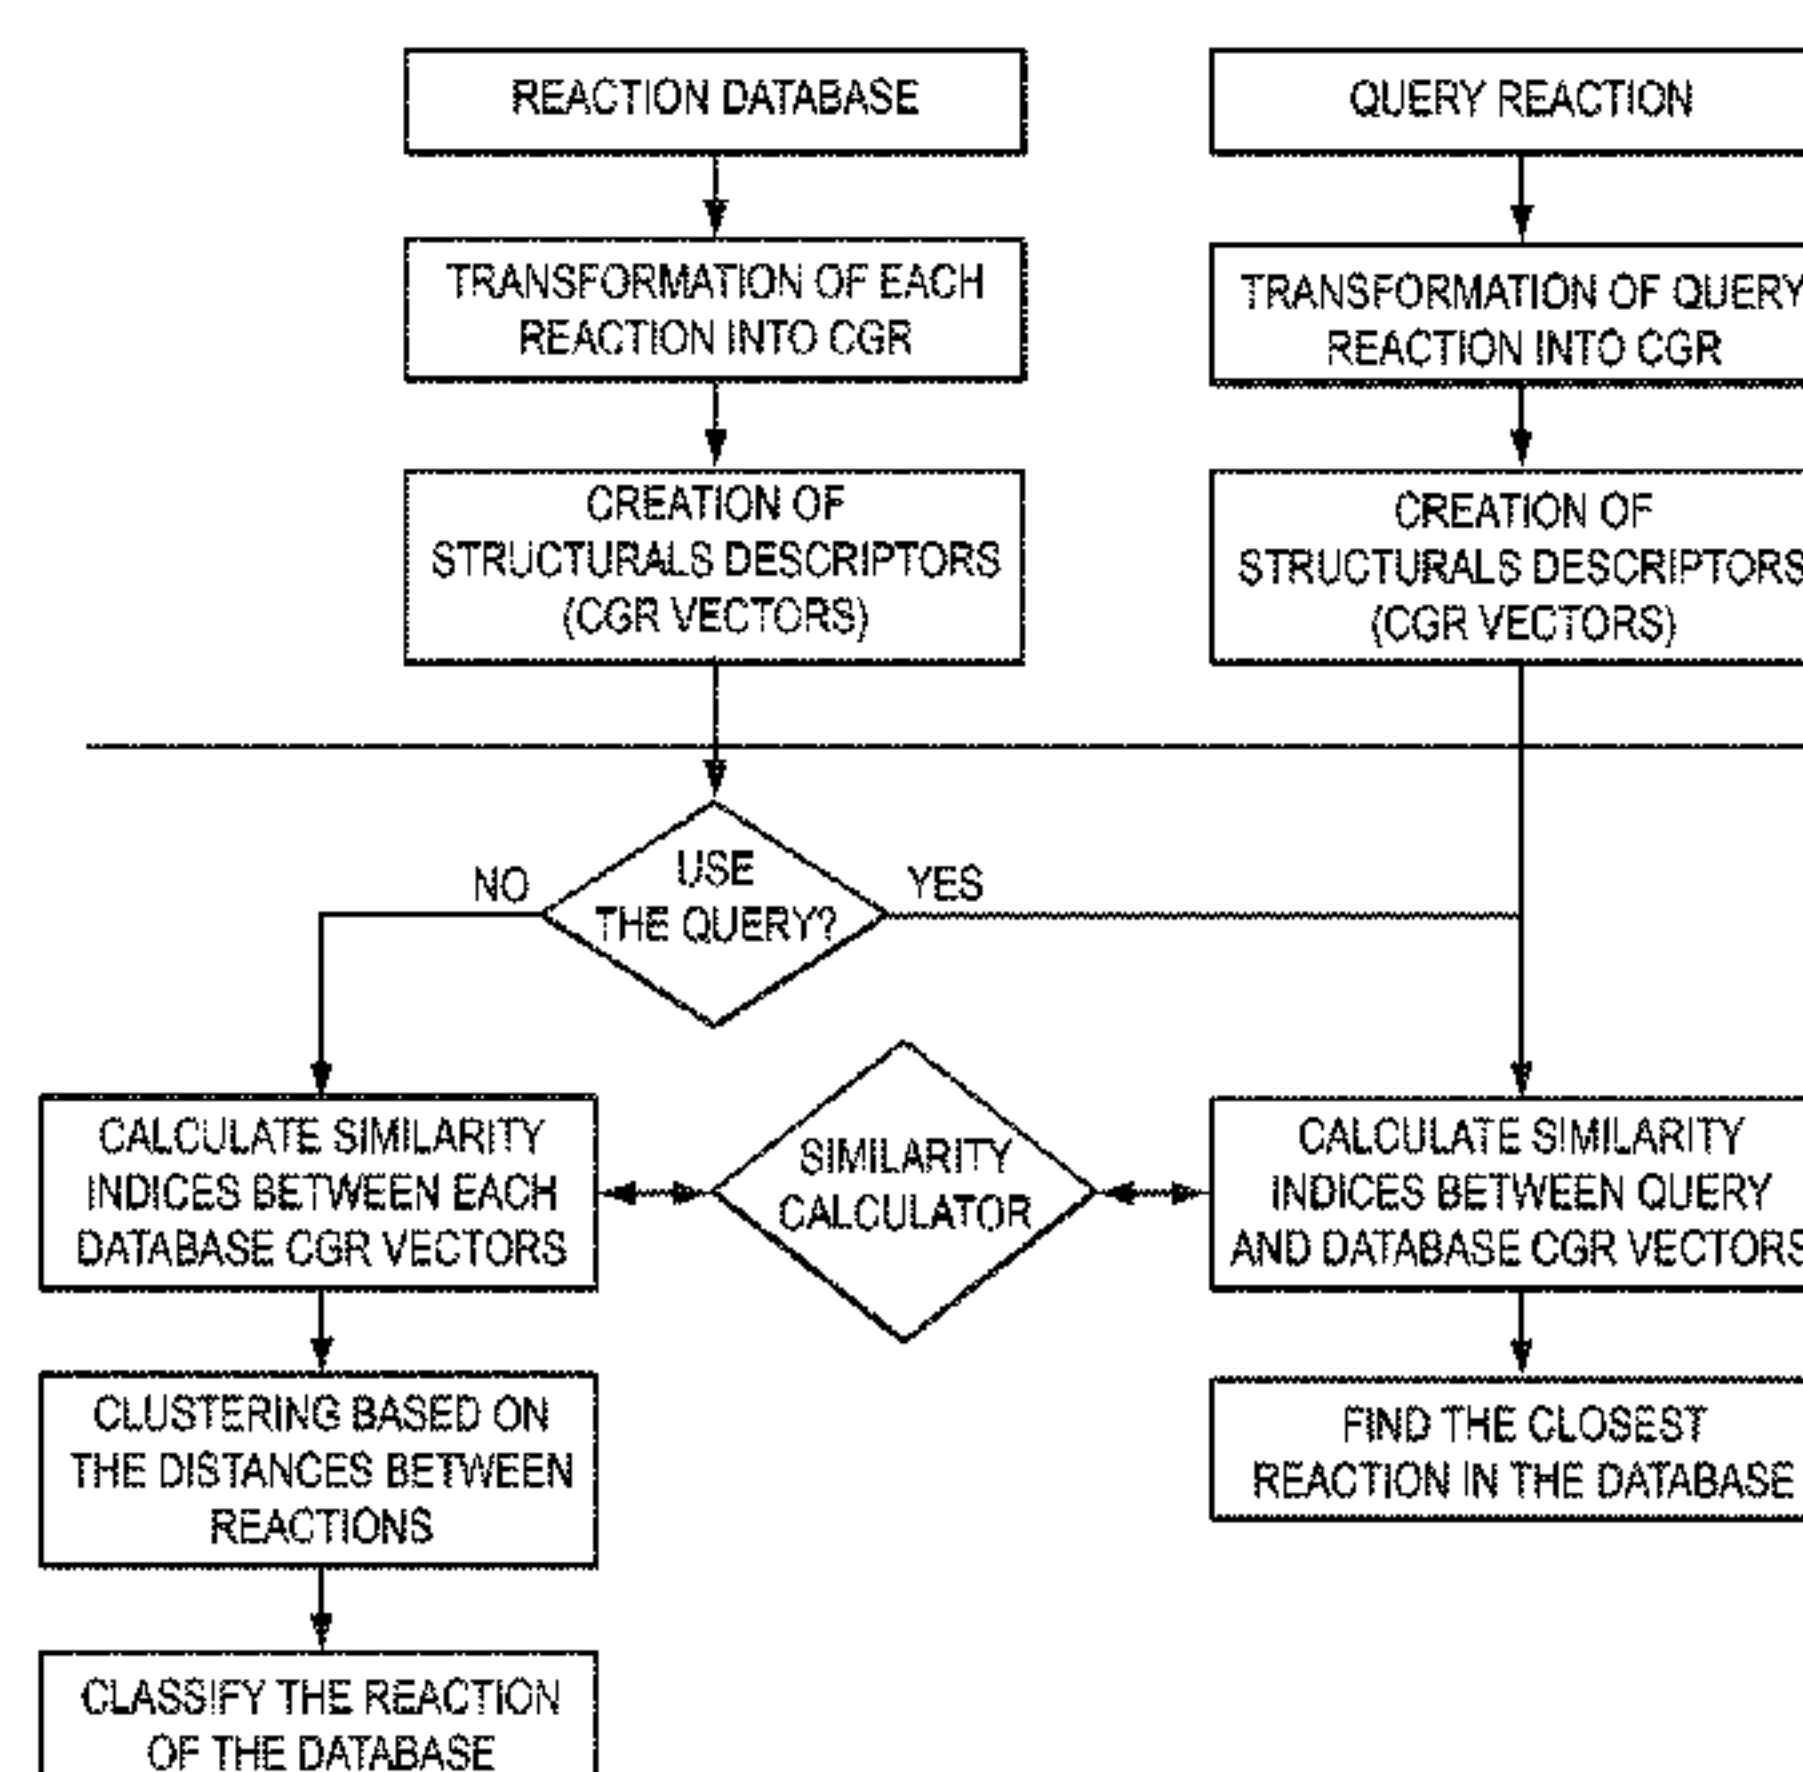 REACTION DATABASE
QUERY REACTION
TRANSFORMATION OF EACH
REACTION INTO CGR
TRANSFORMATION OF QUERY
REACTION INTO CGR
CREATION OF
STRUCTURALS DESCRIPTORS
(CGR VECTORS)
CREATION OF
STRUCTURALS DESCRIPTORS
(CGR VECTORS)
USE
THE QUERY?
NO
YES
CALCULATE SIMILARITY
INDICES BETWEEN EACH
DATABASE CGR VECTORS
SIMILARITY
CALCULATOR
CALCULATE SIMILARITY
INDICES BETWEEN QUERY
AND DATABASE CGR VECTORS
CLUSTERING BASED ON
THE DISTANCES BETWEEN
REACTIONS
FIND THE CLOSEST
REACTION IN THE DATABASE
CLASSIFY THE REACTION
OF THE DATABASE